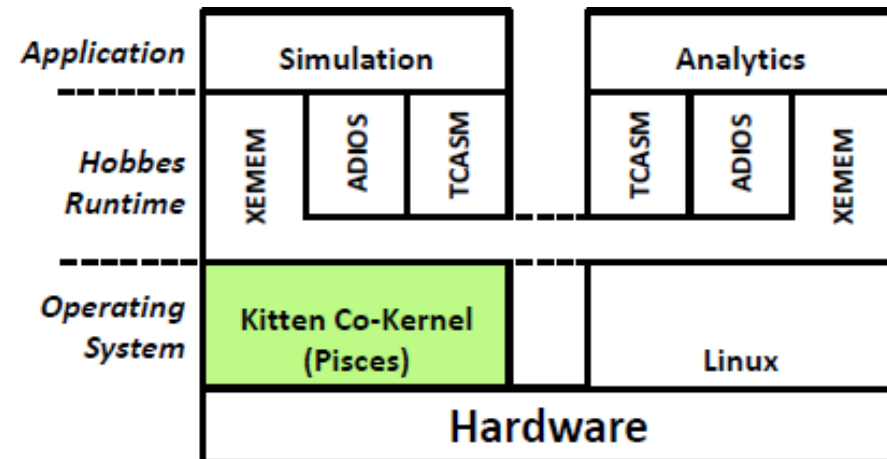 Application
Simulation
Analytics
Hobbes
Runtime
XEMEM
ADIOS
TCASM
TCASM
ADIOS
XEMEM
Operating
System
Kitten Co-Kernel
(Pisces)
Linux
Hardware